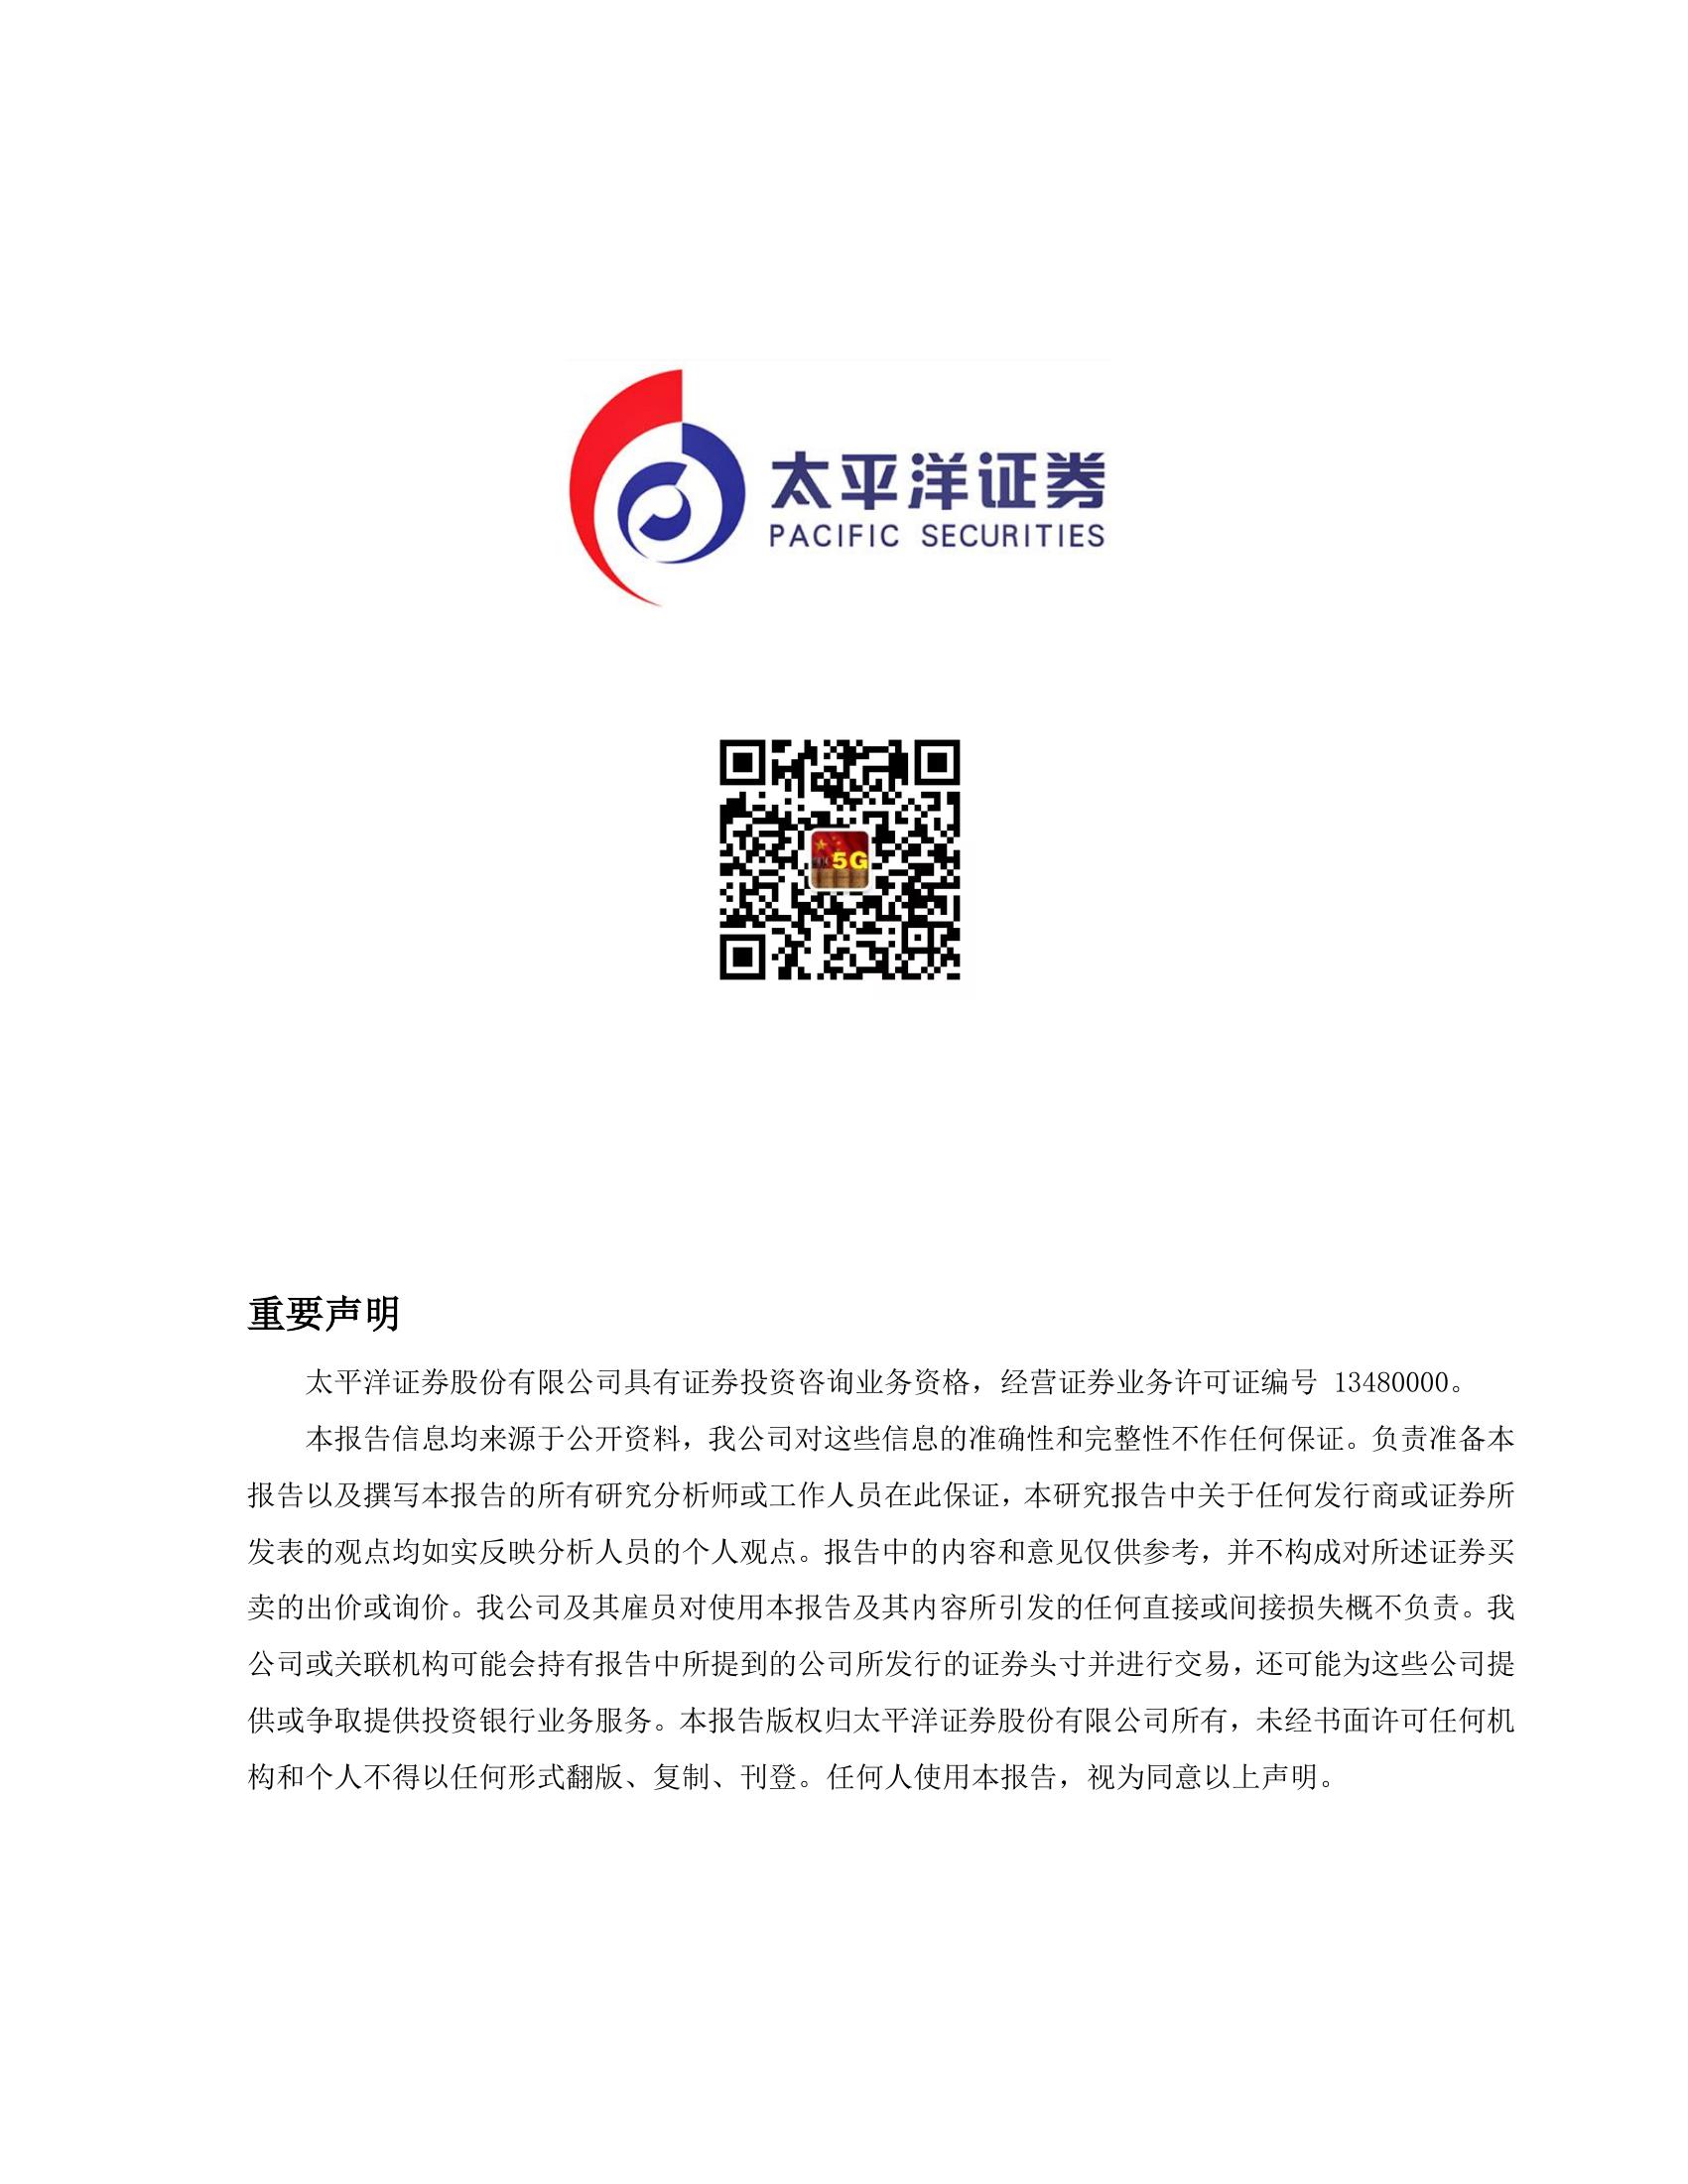 太平洋证券
PACIFIC SECURITIES
5G
重要声明
太平洋证券股份有限公司具有证券投资咨询业务资格，经营证券业务许可证编号 13480000。
本报告信息均来源于公开资料，我公司对这些信息的准确性和完整性不作任何保证。负责准备本
报告以及撰写本报告的所有研究分析师或工作人员在此保证，本研究报告中关于任何发行商或证券所
发表的观点均如实反映分析人员的个人观点。报告中的内容和意见仅供参考，并不构成对所述证券买
卖的出价或询价。我公司及其雇员对使用本报告及其内容所引发的任何直接或间接损失概不负责。我
公司或关联机构可能会持有报告中所提到的公司所发行的证券头寸并进行交易，还可能为这些公司提
供或争取提供投资银行业务服务。本报告版权归太平洋证券股份有限公司所有，未经书面许可任何机
构和个人不得以任何形式翻版、复制、刊登。任何人使用本报告，视为同意以上声明。